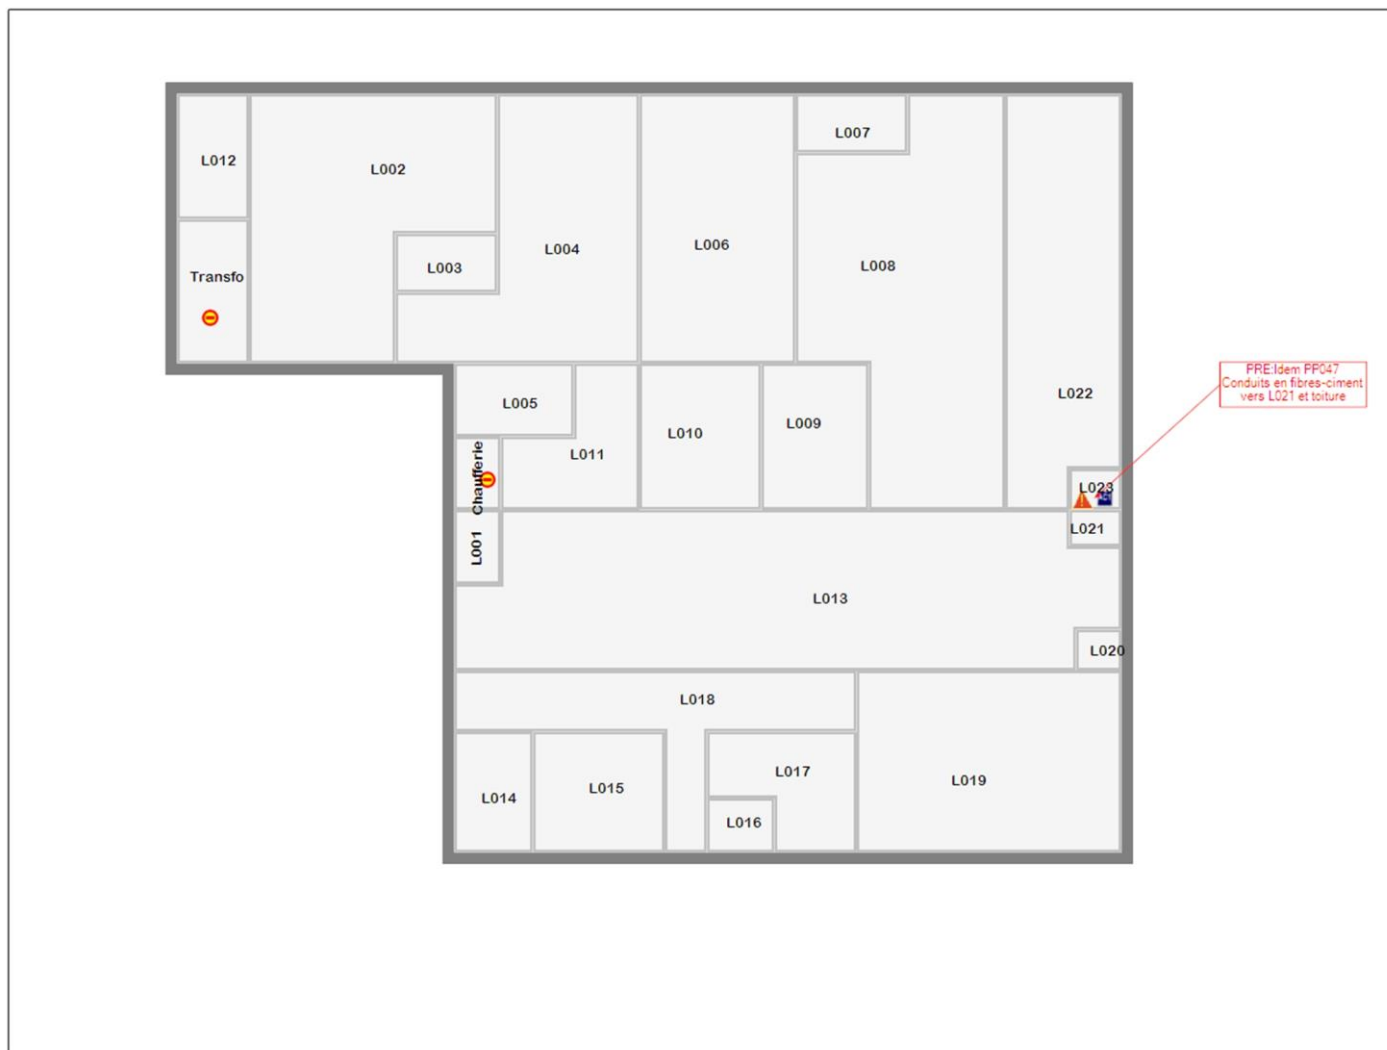 L007
L012
L002
L004
L006
L003
L008
Transfo
PRE:Idem PP047
Conduits en fibres-ciment
vers L021 et toiture
L022
L005
L009
L010
L011
Chaufferie
L023
L021
L001
L013
L020
L018
L017
L019
L015
L014
L016